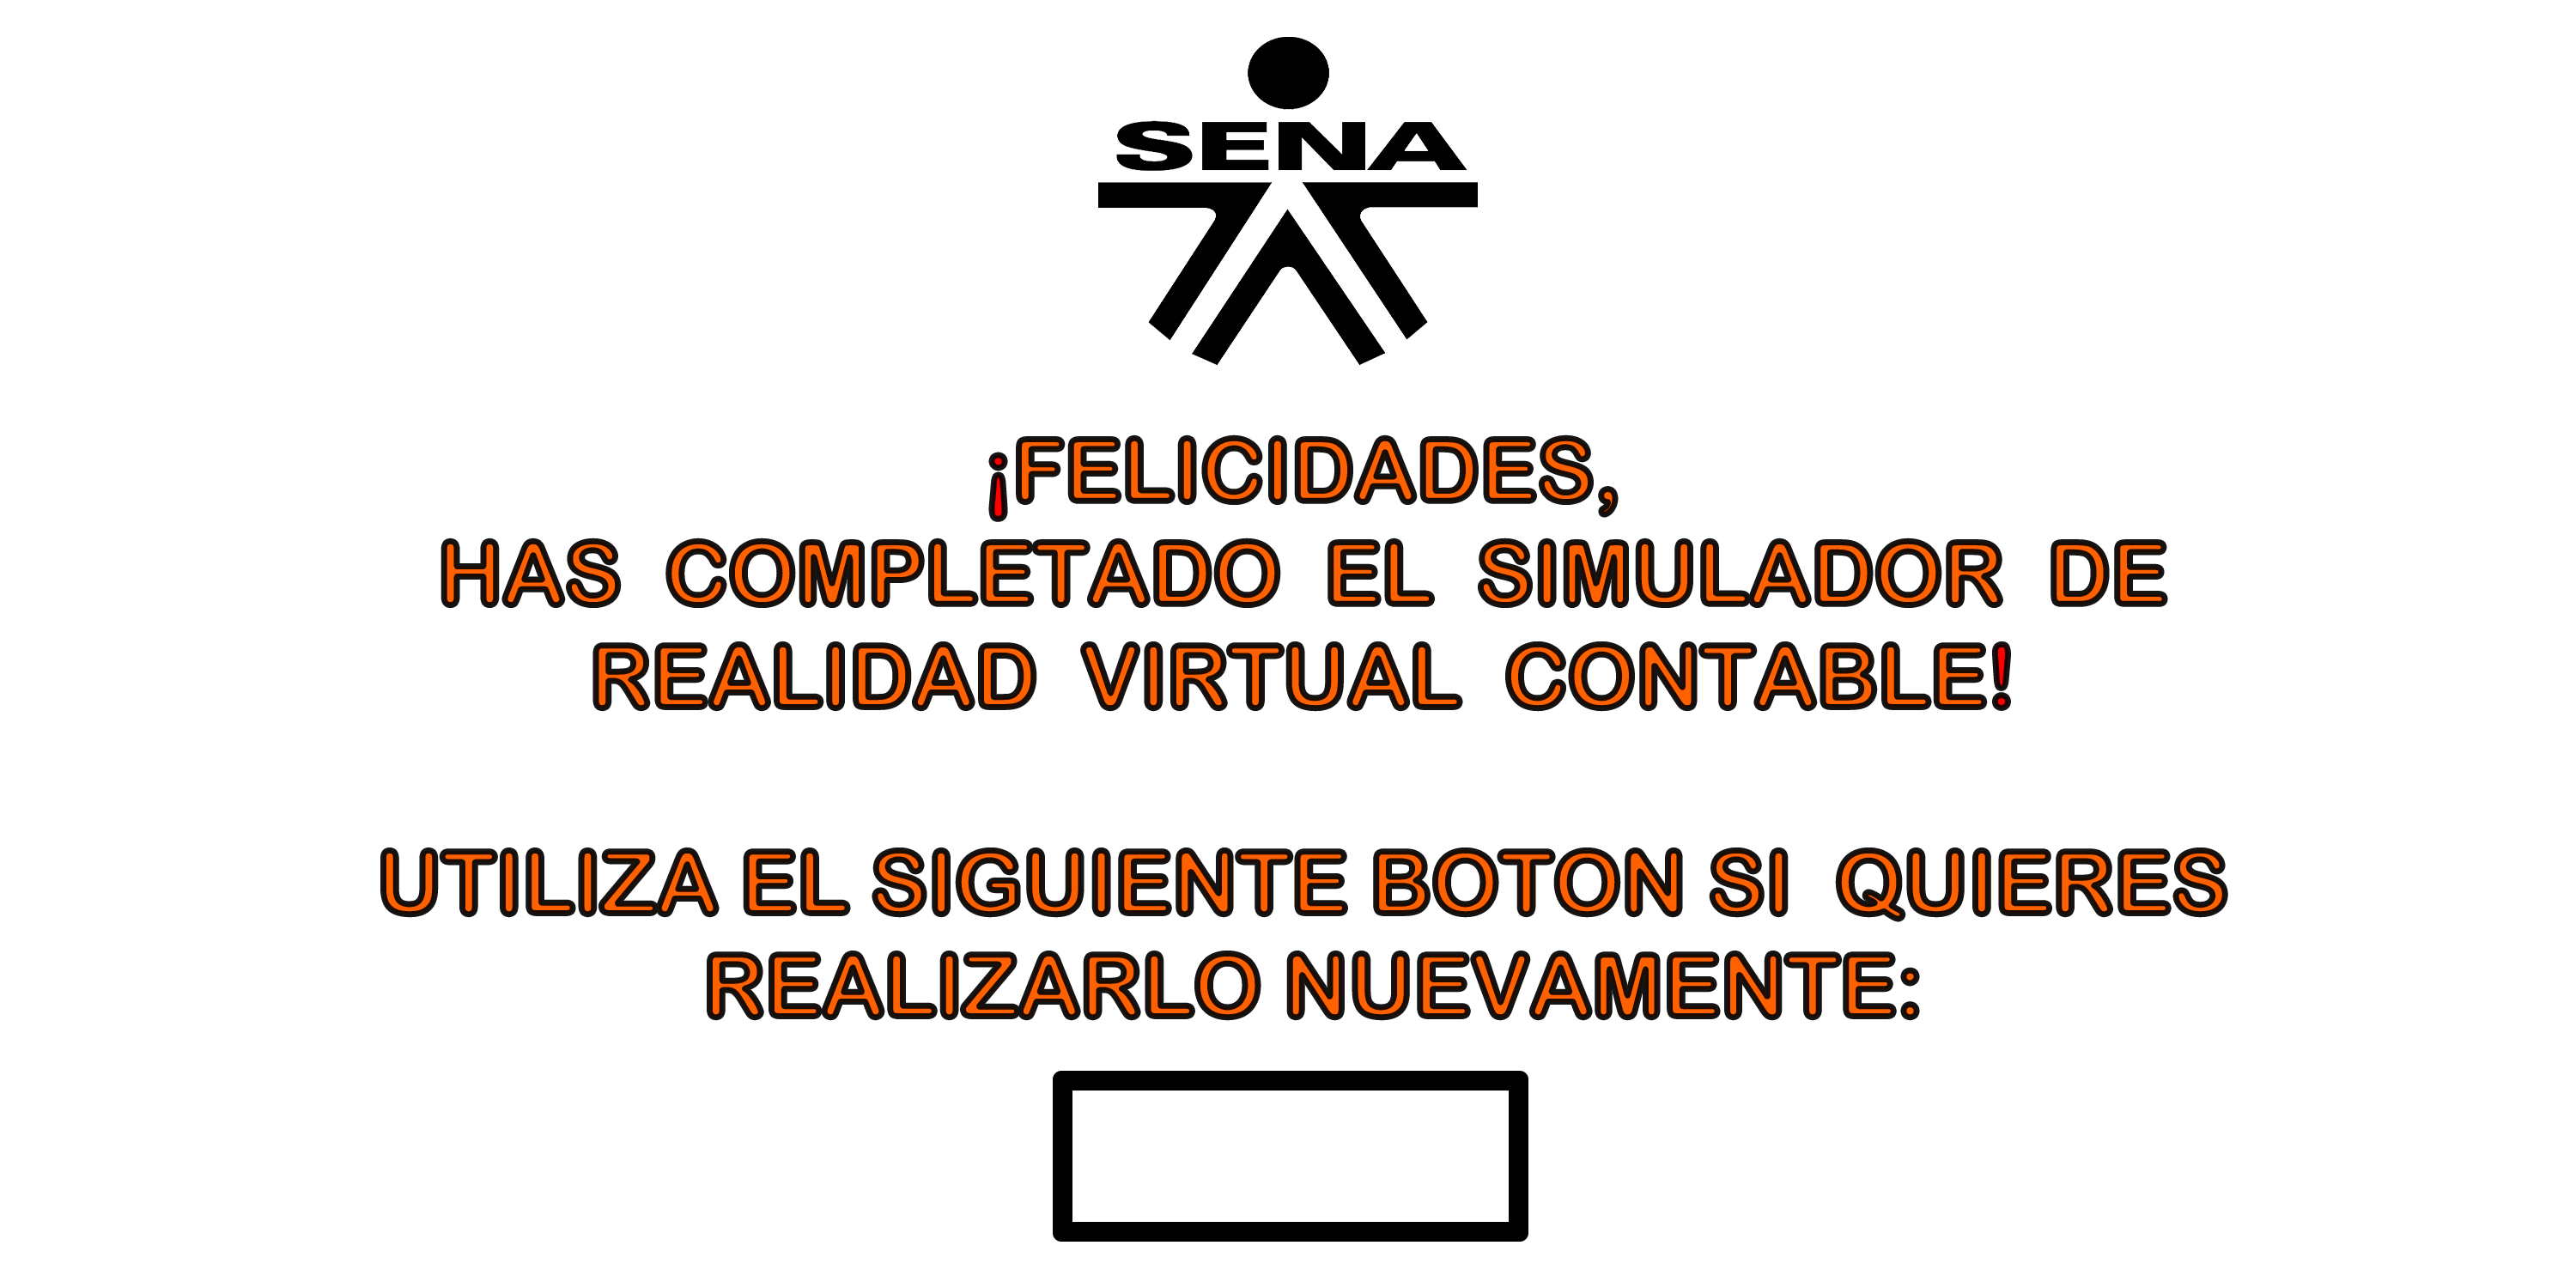 SENA
¡FELICIDADES,
HAS COMPLETADO EL SIMULADOR DE
REALIDAD VIRTUAL CONTABLE!
UTILIZA EL SIGUIENTE BOTON SI QUIERES
REALIZARLO NUEVAMENTE: